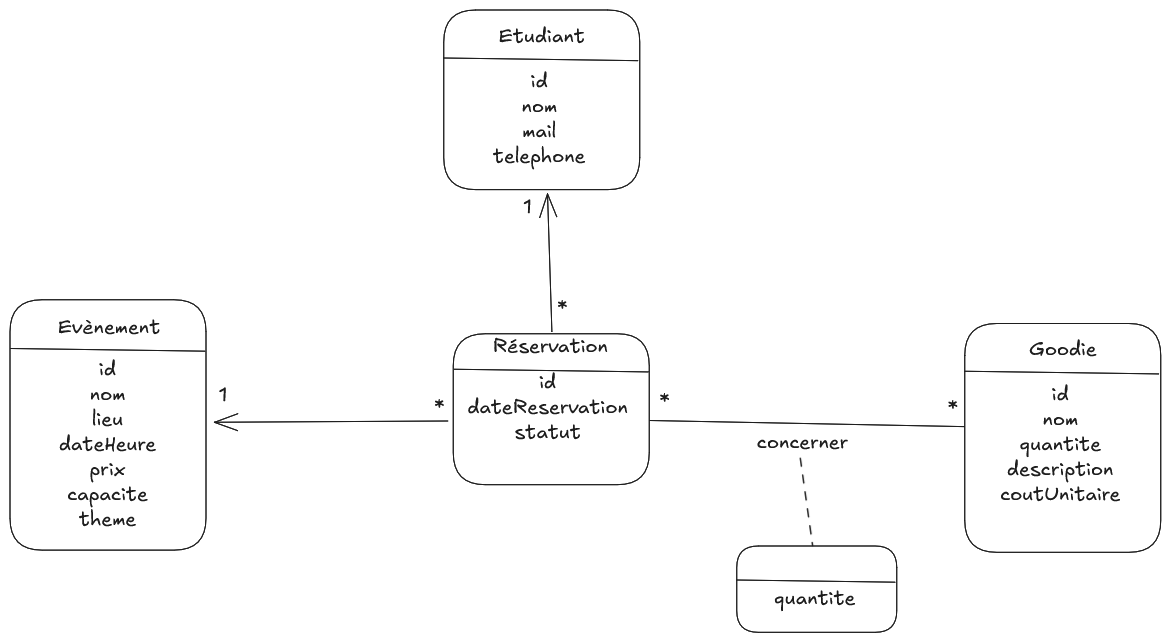 Etudiant
id
nom
mail
telephone
1
*
Evènement
id
nom
lieu
dateHeure
prix
capacite
theme
1
*
Réservation
id
dateReservation
statut
*
*
concerner
quantite
Goodie
id
nom
quantite
description
coutUnitaire